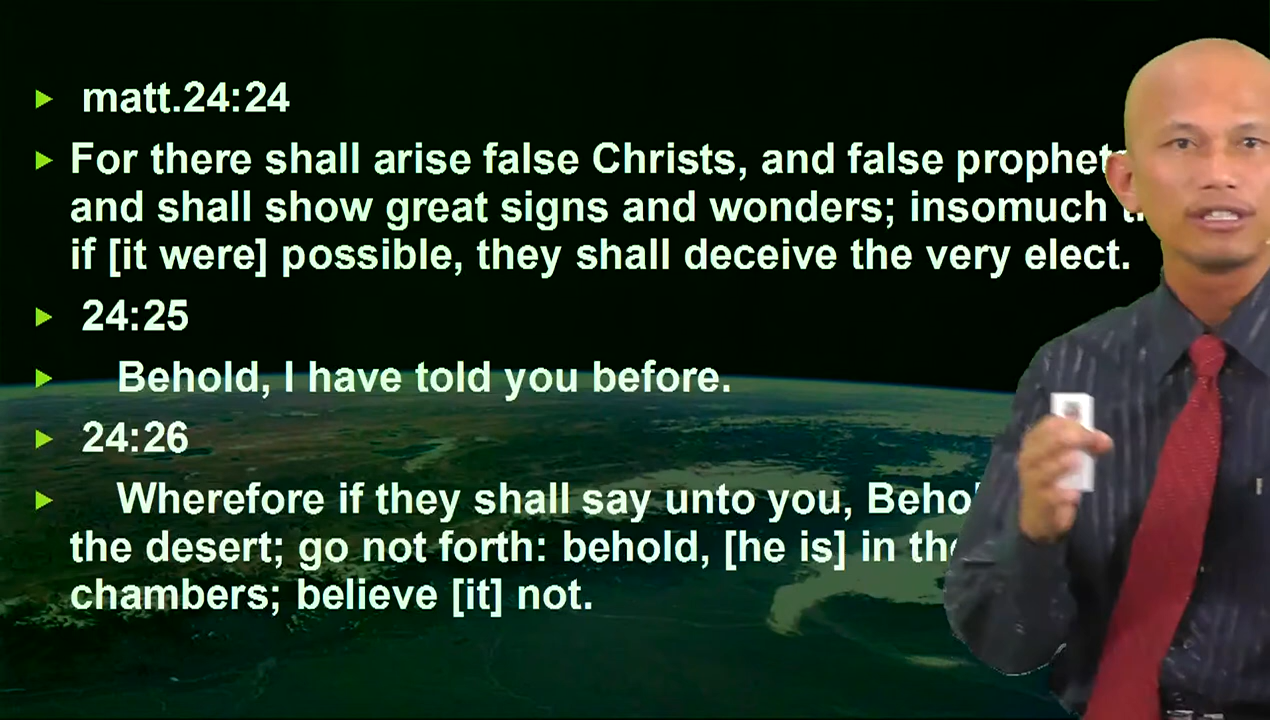 matt.24:24
For there shall arise false Christs, and false
and shall show great signs and wonders; insomuch
if [it were] possible, they shall deceive the very elect.
24:25
Behold, I have told you before.
24:26
Wherefore if they shall say unto you,
the desert; go not forth: behold, [he is] in
chambers; believe [it] not.